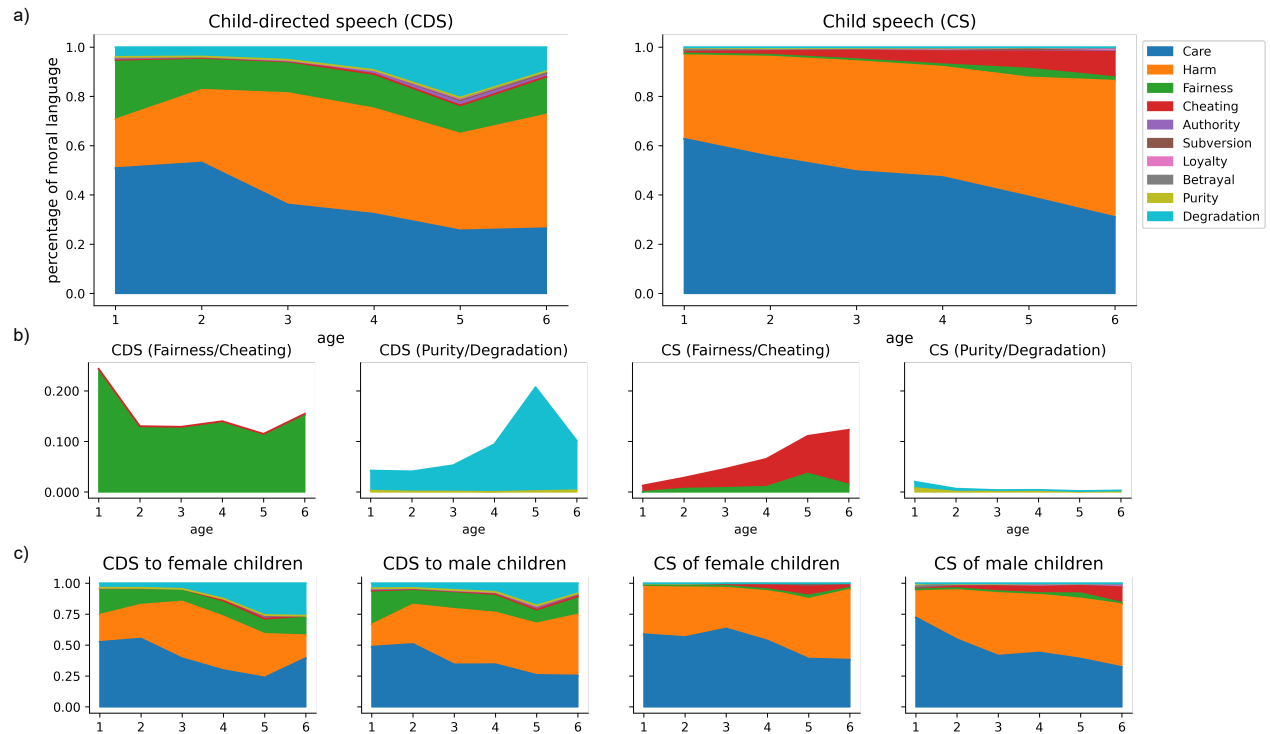 a)
Child-directed speech (CDS)
Child speech (CS)
percentage of moral language
1.0
0.8
0.6
0.4
0.2
0.0
1 2 3 4 5 6
age
1.0
0.8
0.6
0.4
0.2
0.0
1 2 3 4 5 6
age
Care
Harm
Fairness
Cheating
Authority
Subversion
Loyalty
Betrayal
Purity
Degradation
b)
CDS (Fairness/Cheating)
CDS (Purity/Degradation)
CS (Fairness/Cheating)
CS (Purity/Degradation)
0.200
0.100
0.000
1 2 3 4 5 6
age
1 2 3 4 5 6
age
1 2 3 4 5 6
age
1 2 3 4 5 6
age
c)
CDS to female children
CDS to male children
CS of female children
CS of male children
1.00
0.75
0.50
0.25
0.00
1 2 3 4 5 6
1 2 3 4 5 6
1 2 3 4 5 6
1 2 3 4 5 6